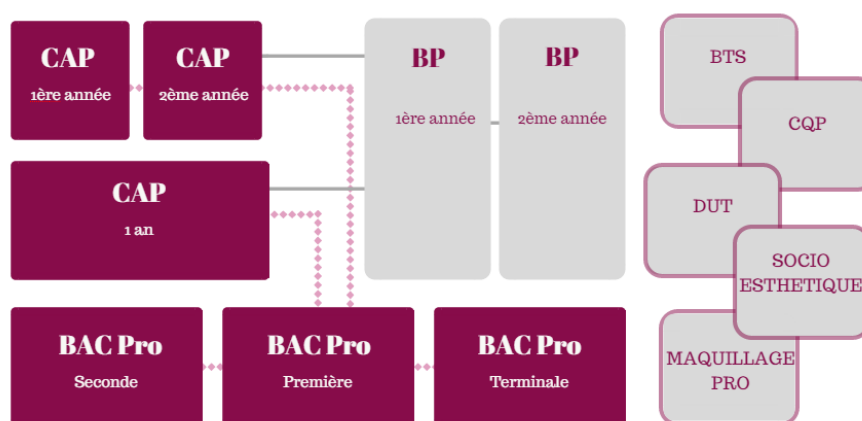 CAP
1ère année
CAP
2ème année
BP
1ère année
BP
2ème année
CAP
1 an
BAC Pro
Seconde
BAC Pro
Première
BAC Pro
Terminale
BTS
CQP
DUT
SOCIO
ESTHETIQUE
MAQUILLAGE
PRO